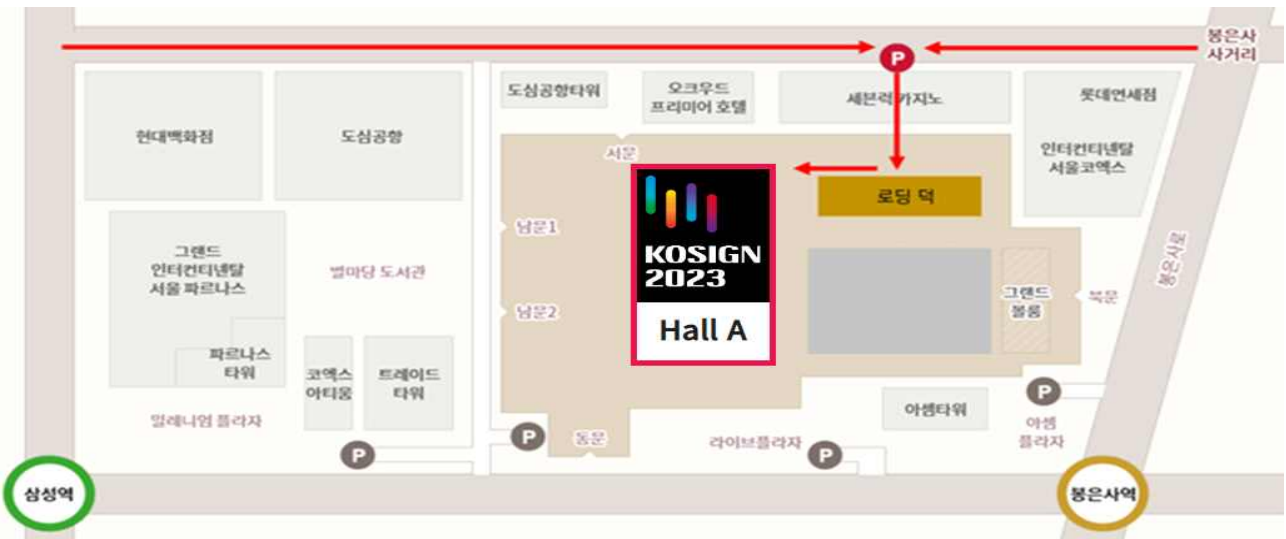 봉은사
사거리
P
도심공항타워
오크우드
프리미어 호텔
세븐럭 카지노
롯데면세점
현대백화점
도심공항
서문
인터컨티넨탈
서울코엑스
로딩 덕
남문1
KOSIGN
2023
Hall A
그랜드
인터컨티넨탈
서울 파르나스
별마당 도서관
봉은사로
그랜드
볼룸
북문
남문2
파르나스
타워
코엑스
아티움
트레이드
타워
밀레니엄 플라자
P
P
동문
라이브플라자
P
아셈타워
P
아셈
플라자
삼성역
봉은사역